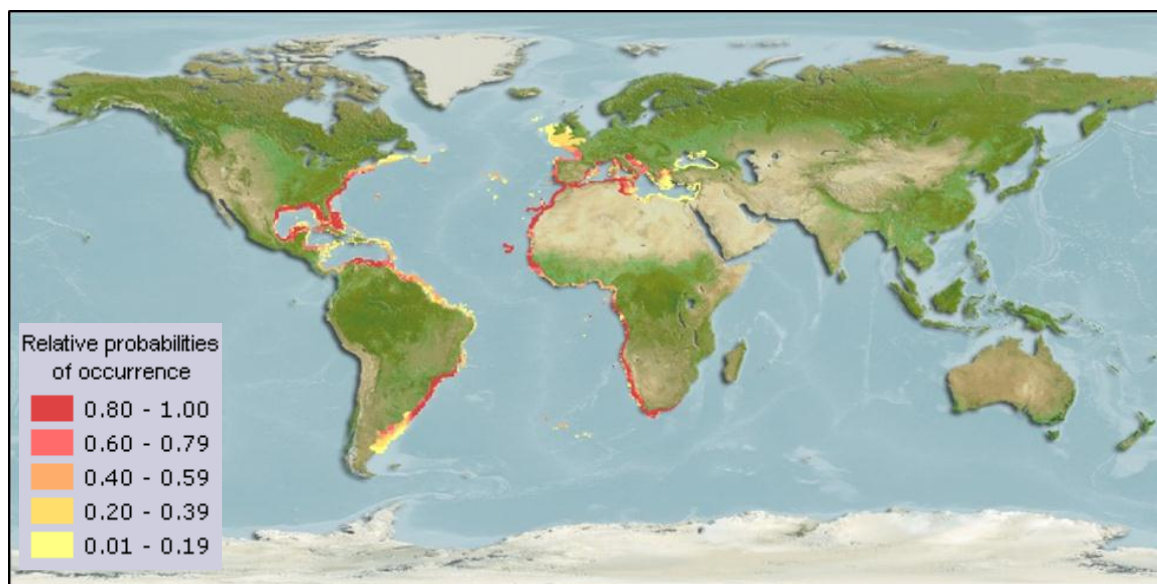 Relative probabilities
of occurrence
0.80 - 1.00
0.60 - 0.79
0.40 - 0.59
0.20 - 0.39
0.01 - 0.19